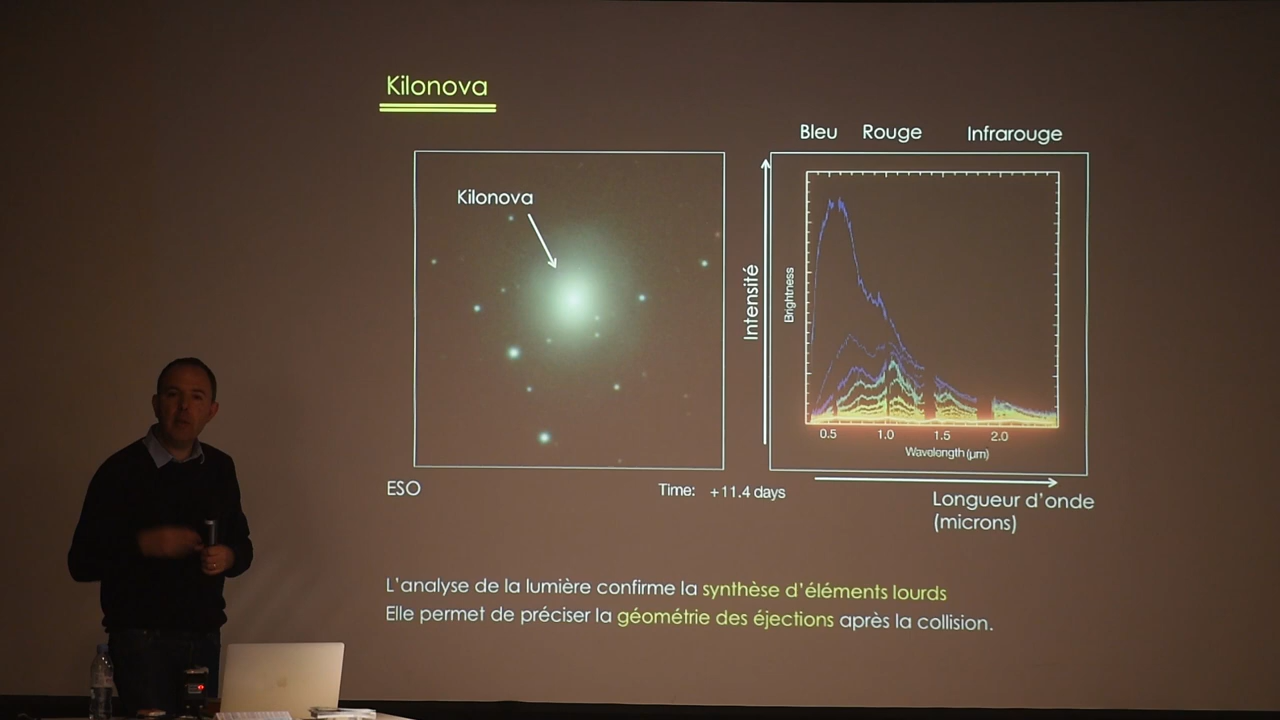 Kilonova
Kilonova
ESO
Time: +11.4 days
Bleu Rouge Infrarouge
Intensité
Brightness
0.5 1.0 1.5 2.0
Wavelength (μm)
Longueur d'onde
(microns)
L'analyse de la lumière confirme la synthèse d'éléments lourds
Elle permet de préciser la géométrie des éjections après la collision.